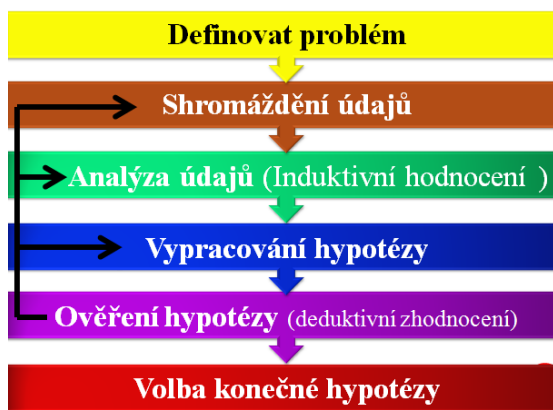 Definovat problém
Shromáždění údajů
Analýza údajů (Induktivní hodnocení )
Vypracování hypotézy
Ověření hypotézy (deduktivní zhodnocení)
Volba konečné hypotézy